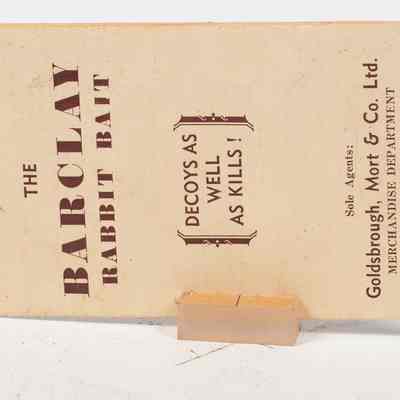 THE
BARCLAY
RABBIT BAIT
DECOYS AS
WELL
AS KILLS !
Sole Agents:
Goldsbrough, Mort & Co. Ltd.
MERCHANDISE DEPARTMENT